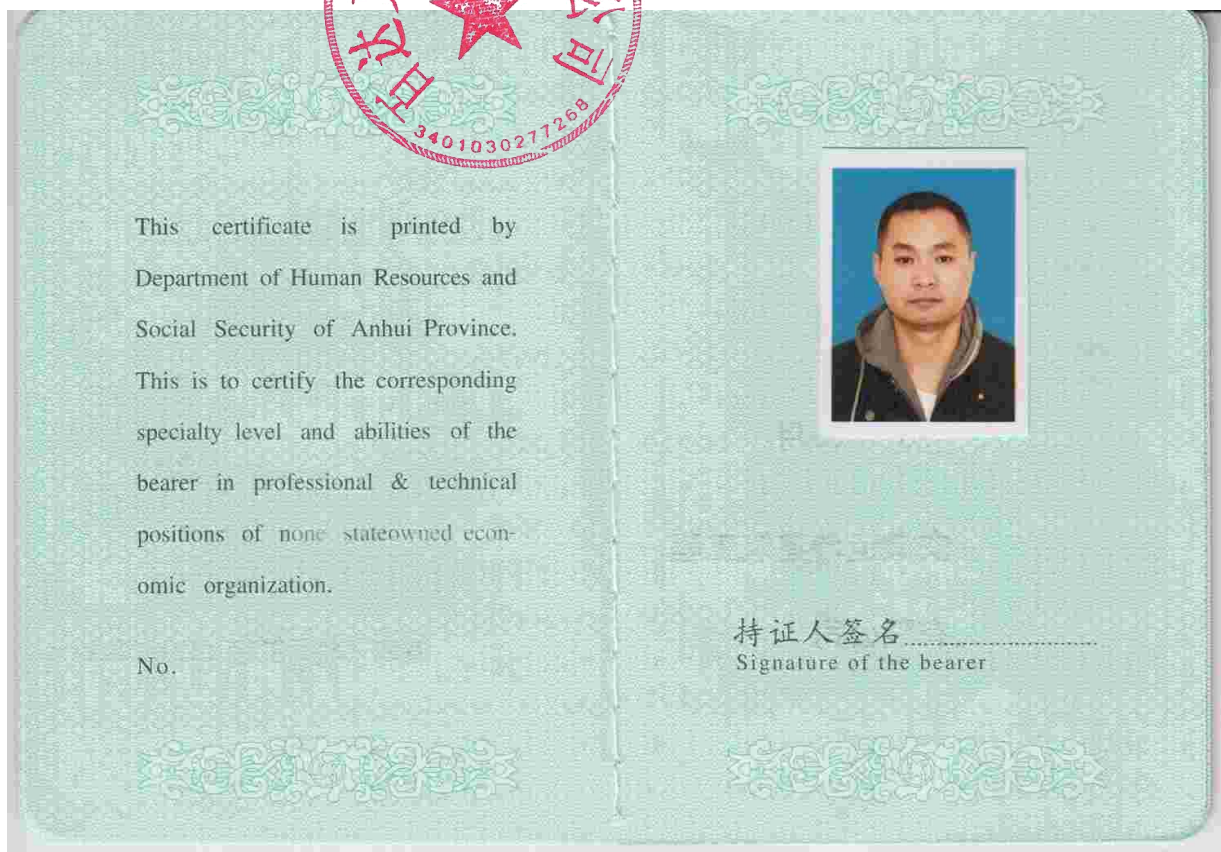 司
3401030277268
This certificate is printed by
Department of Human Resources and
Social Security of Anhui Province.
This is to certify the corresponding
specialty level and abilities of the
bearer in professional & technical
positions of none stateowned econ-
omic organization.
No.
持证人签名
Signature of the bearer